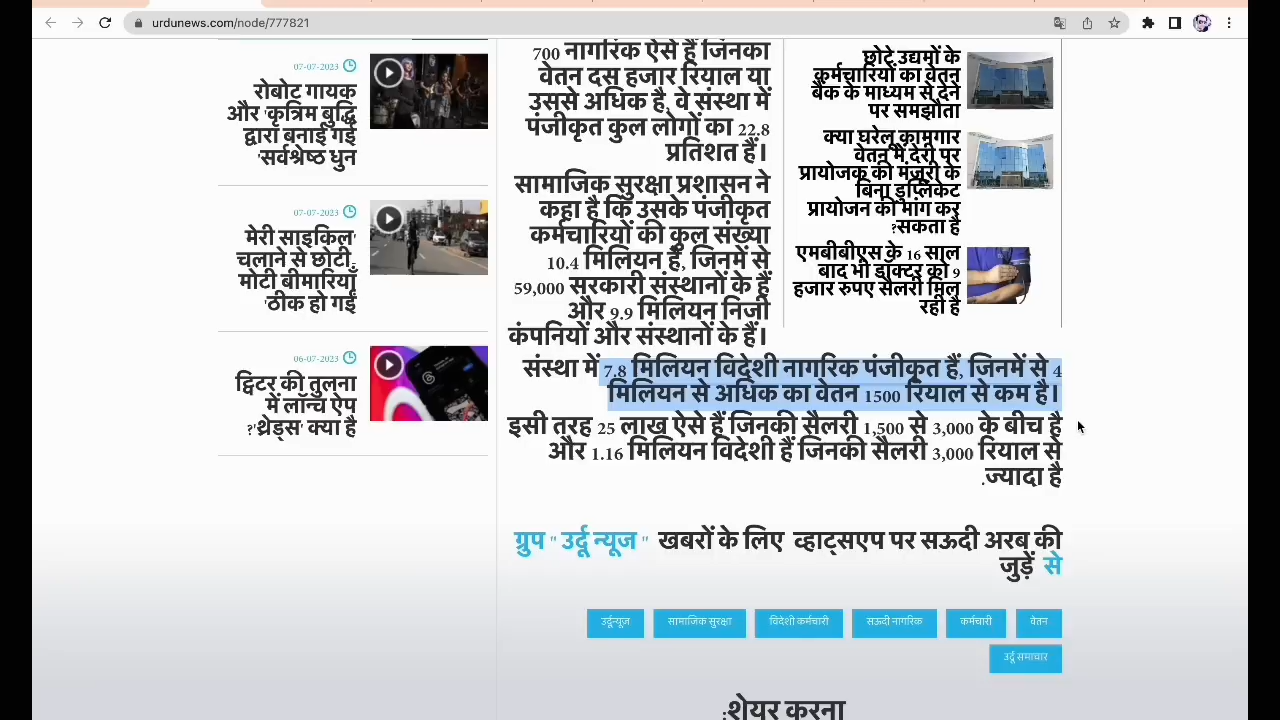 urdunews.com/node/777821
700 नागरिक ऐसे हैं जिनका
वेतन दस हजार रियाल या
उससे अधिक है, वे संस्था में
पंजीकृत कुल लोगों का 22.8
प्रतिशत हैं।
सामाजिक सुरक्षा प्रशासन ने
कहा है कि उसके पंजीकृत
कर्मचारियों की कुल संख्या
10.4 मिलियन है, जिनमें से
59,000 सरकारी संस्थानों के हैं
और 9.9 मिलियन निजी
कंपनियों और संस्थानों के हैं।
संस्था में 7.8 मिलियन विदेशी नागरिक पंजीकृत हैं, जिनमें से 4
मिलियन से अधिक का वेतन 1500 रियाल से कम है।
इसी तरह 25 लाख ऐसे हैं जिनकी सैलरी 1,500 से 3,000 के बीच है
और 1.16 मिलियन विदेशी हैं जिनकी सैलरी 3,000 रियाल से
.ज्यादा है
छोटे उद्यमों के
कर्मचारियों का वेतन
बैंक के माध्यम से देने
पर समझौता
क्या घरेलू कामगार
वेतन में देरी पर
प्रायोजक की मंजूरी के
बिना डुप्लिकेट
प्रायोजन की मांग कर
?सकता है
एमबीबीएस के 16 साल
बाद भी डॉक्टर को 9
हजार रुपए सैलरी मिल
रही है
07-07-2023
रोबोट गायक
और 'कृत्रिम बुद्धि
द्वारा बनाई गई
'सर्वश्रेष्ठ धुन
07-07-2023
'मेरी साइकिल
चलाने से छोटी-
मोटी बीमारियाँ
'ठीक हो गईं
06-07-2023
ट्विटर की तुलना
में लॉन्च ऐप
?'थ्रेड्स' क्या है
ग्रुप " उर्दू न्यूज " खबरों के लिए व्हाट्सएप पर सऊदी अरब की
जुड़ें से
उर्दून्यूज सामाजिक सुरक्षा विदेशी कर्मचारी सऊदी नागरिक कर्मचारी वेतन
उर्दू समाचार
:शेयर करना